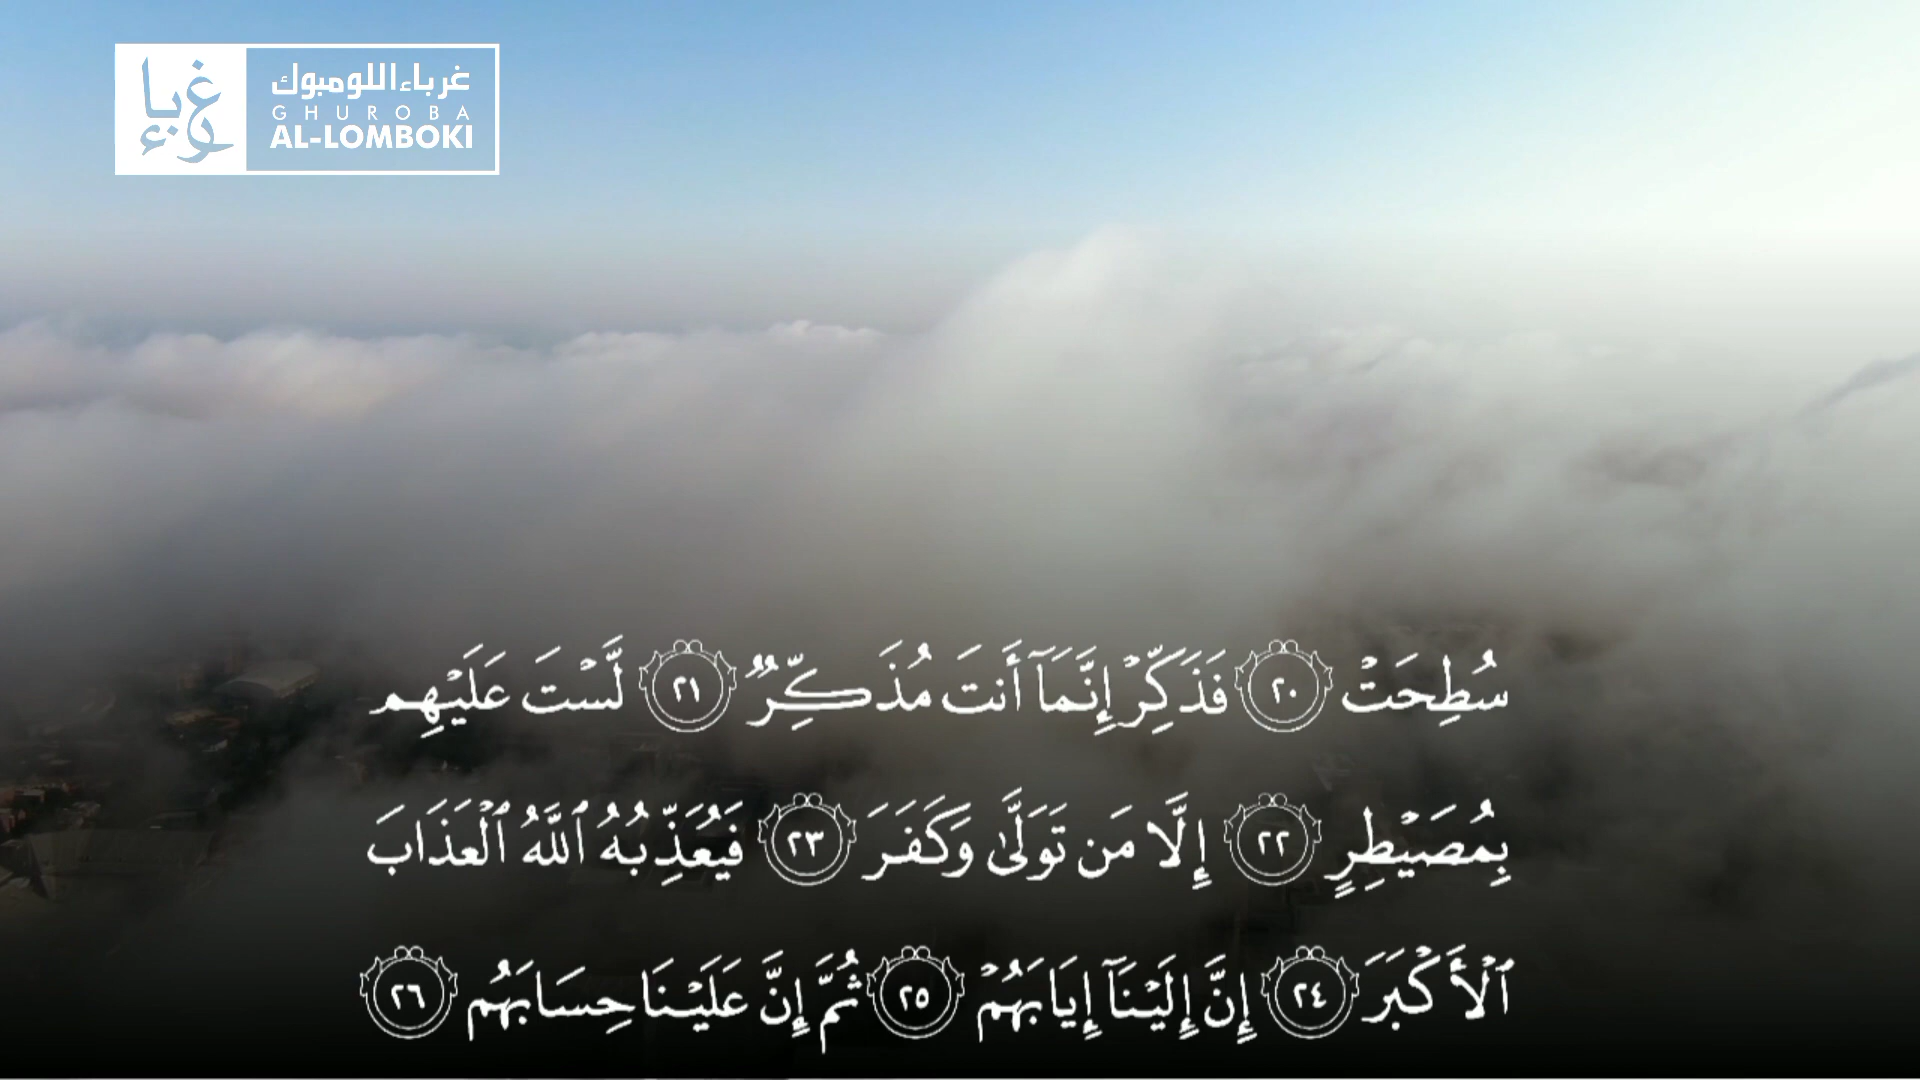 غرباء
غرباء اللومبوك
GHUROBA
AL-LOMBOKI
سُطِحَتْ ٢٠ فَذَكِّرْ إِنَّمَآ أَنتَ مُذَكِّرٌ ٢١ لَّسْتَ عَلَيْهِم
بِمُصَيْطِرٍ ٢٢ إِلَّا مَن تَوَلَّىٰ وَكَفَرَ ٢٣ فَيُعَذِّبُهُ ٱللَّهُ ٱلْعَذَابَ
ٱلْأَكْبَرَ ٢٤ إِنَّ إِلَيْنَآ إِيَابَهُمْ ٢٥ ثُمَّ إِنَّ عَلَيْنَا حِسَابَهُم ٢٦